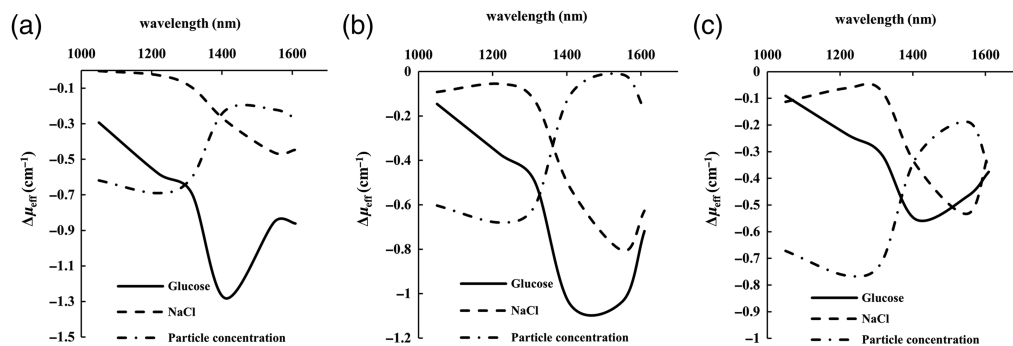 (a)
wavelength (nm)
1000 1200 1400 1600
−0.1
−0.3
−0.5
−0.7
−0.9
−1.1
−1.3
−1.5
Δμeff (cm⁻¹)
Glucose
NaCl
Particle concentration
(b)
wavelength (nm)
1000 1200 1400 1600
0
−0.2
−0.4
−0.6
−0.8
−1
−1.2
Δμeff (cm⁻¹)
Glucose
NaCl
Particle concentration
(c)
wavelength (nm)
1000 1200 1400 1600
0
−0.1
−0.2
−0.3
−0.4
−0.5
−0.6
−0.7
−0.8
−0.9
−1
Δμeff (cm⁻¹)
Glucose
NaCl
Particle concentration